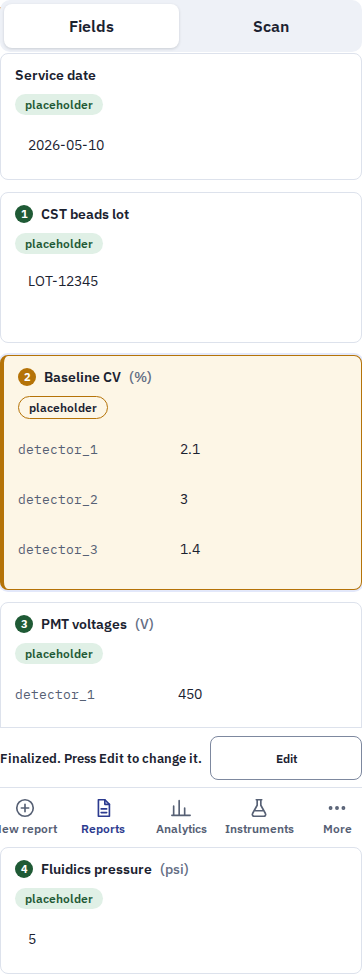 Fields
Scan
Service date
placeholder
2026-05-10
1 CST beads lot
placeholder
LOT-12345
2 Baseline CV (%)
placeholder
detector_1 2.1
detector_2 3
detector_3 1.4
3 PMT voltages (V)
placeholder
detector_1 450
Finalized. Press Edit to change it. Edit
ew report Reports Analytics Instruments More
4 Fluidics pressure (psi)
placeholder
5